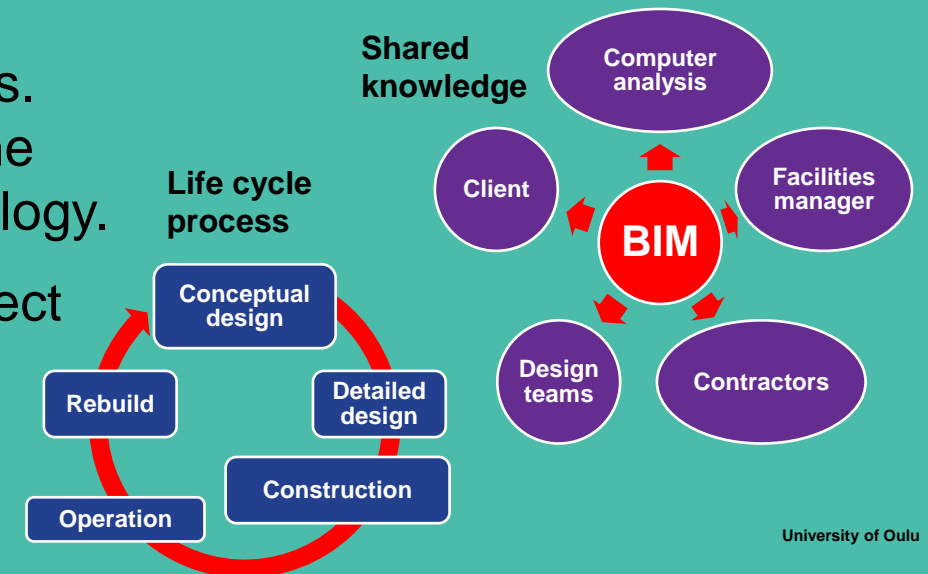 s.
ne
logy.
ect
Life cycle
process
Conceptual
design
Detailed
design
Construction
Operation
Rebuild
Shared
knowledge
Computer
analysis
Facilities
manager
Contractors
Design
teams
Client
BIM
University of Oulu